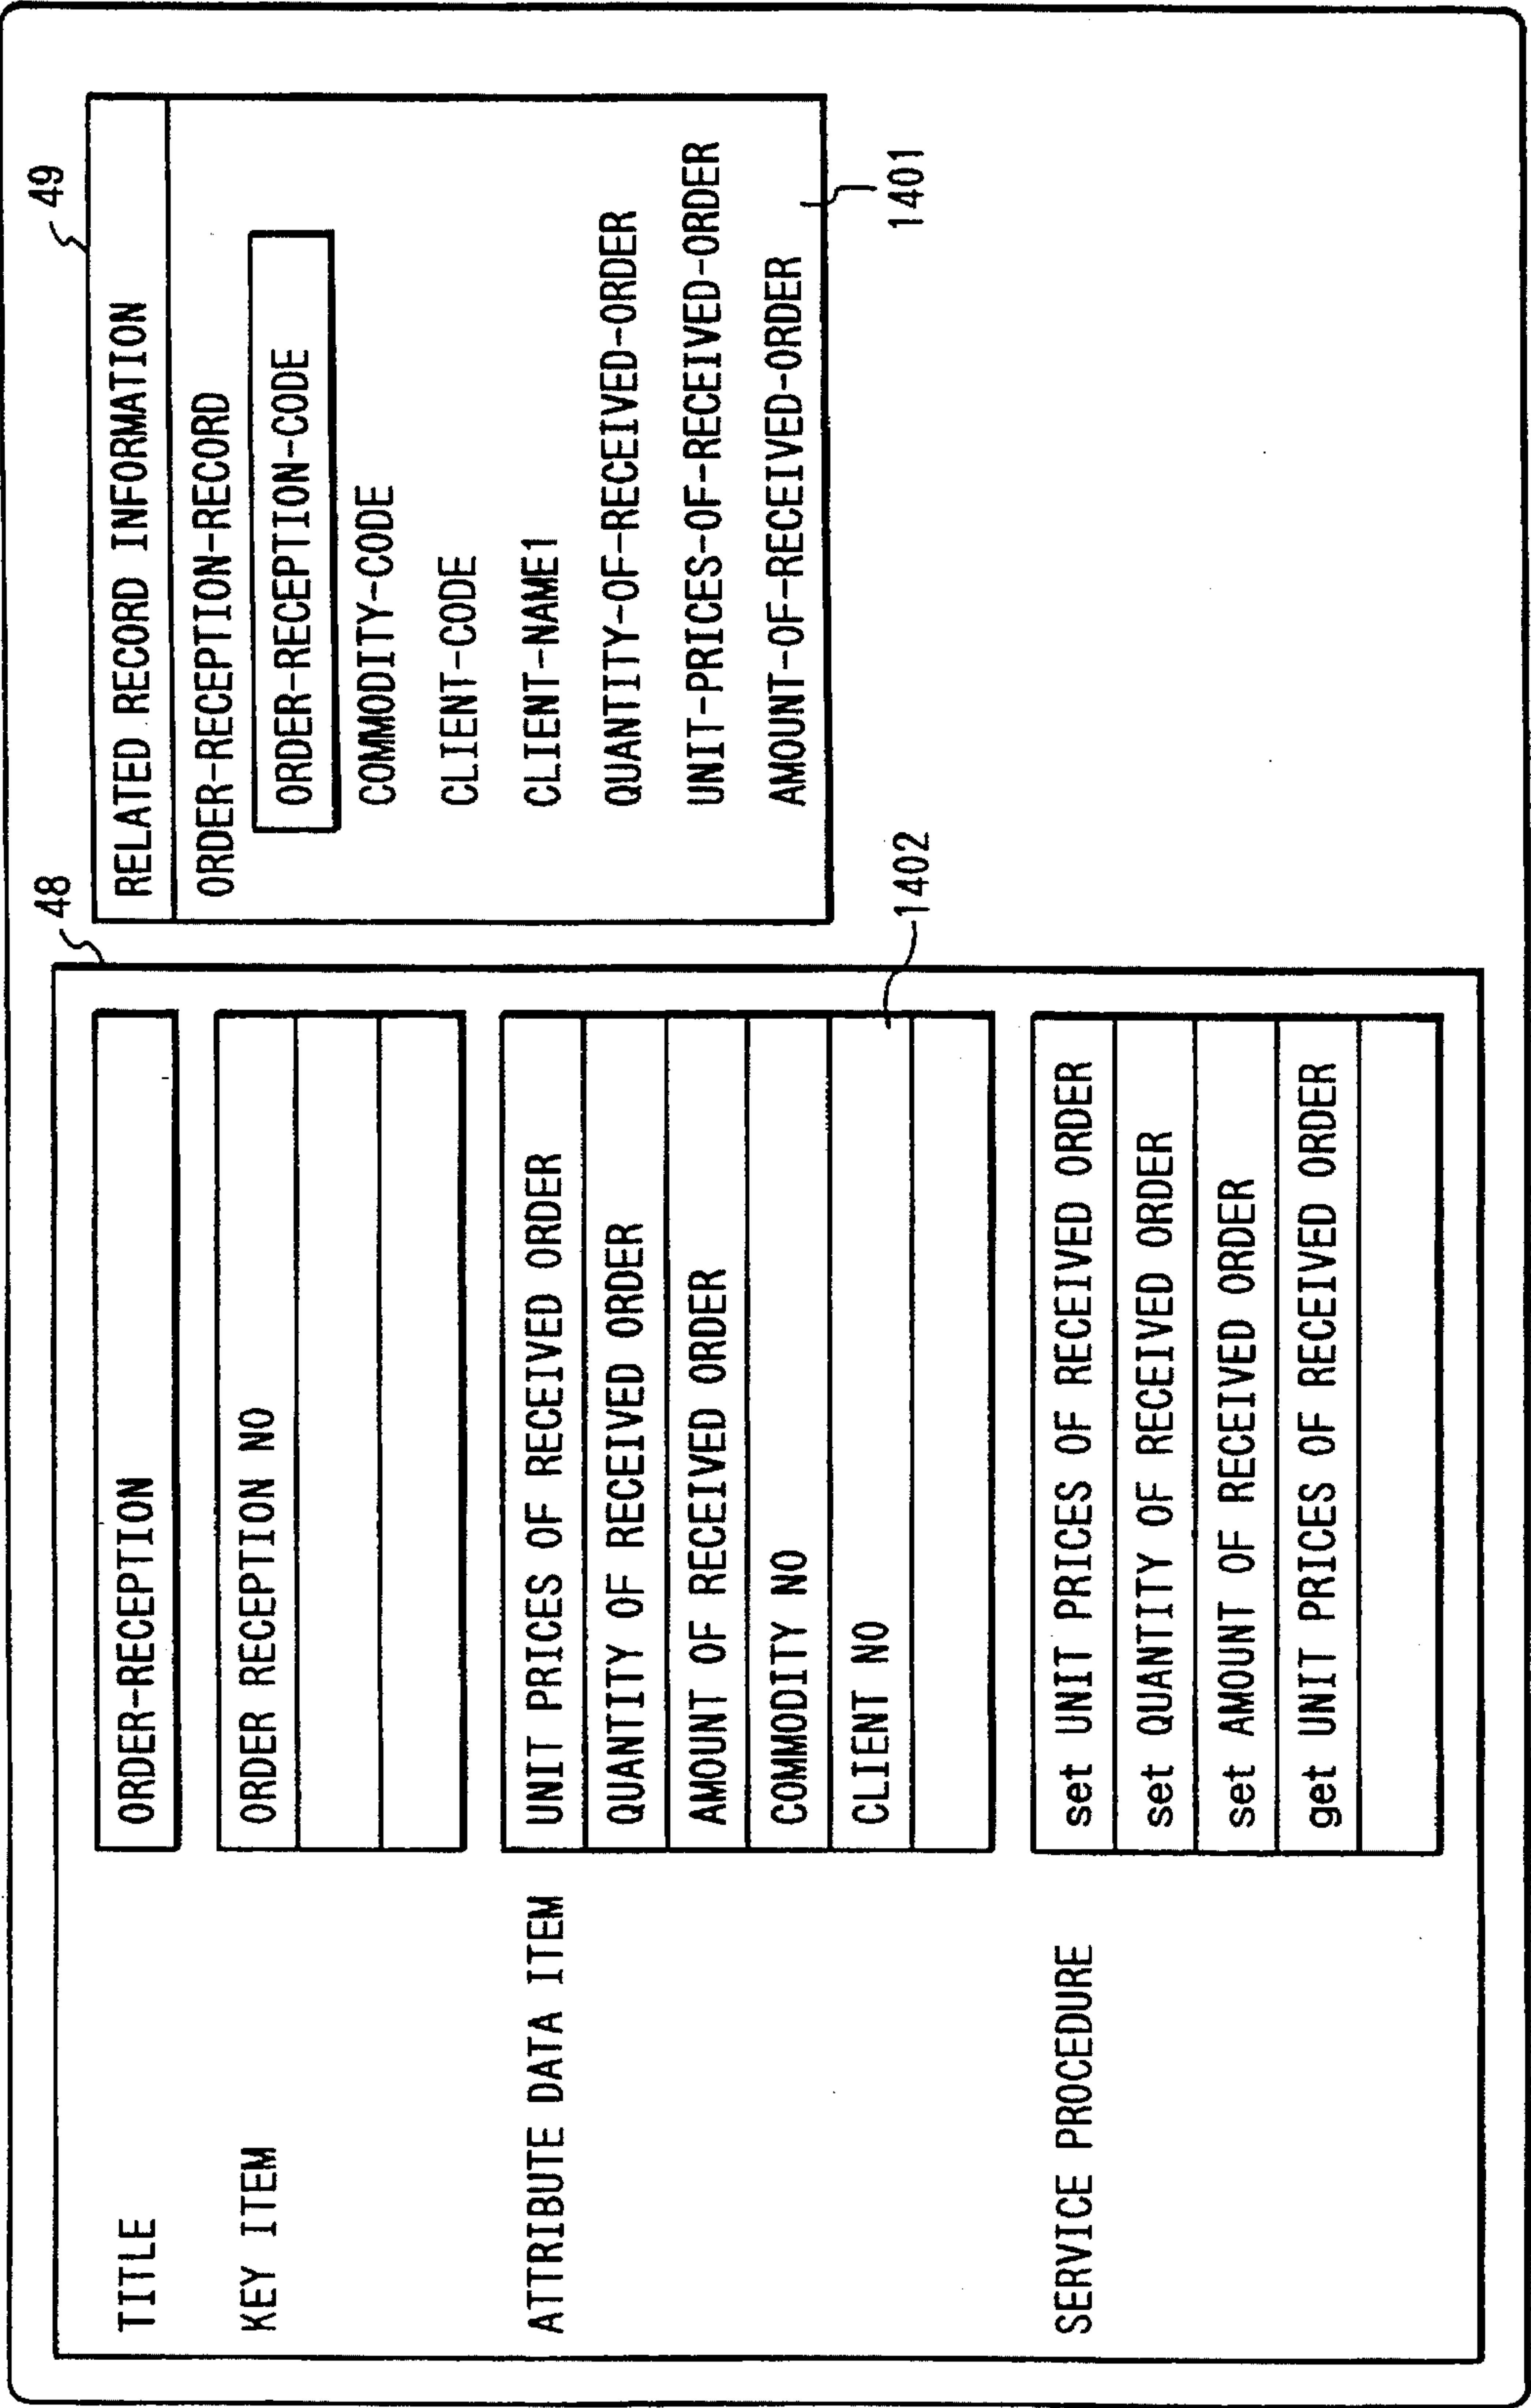 48
TITLE
ORDER-RECEPTION
KEY ITEM
ORDER RECEPTION NO
ATTRIBUTE DATA ITEM
UNIT PRICES OF RECEIVED ORDER
QUANTITY OF RECEIVED ORDER
AMOUNT OF RECEIVED ORDER
COMMODITY NO
CLIENT NO
1402
SERVICE PROCEDURE
set UNIT PRICES OF RECEIVED ORDER
set QUANTITY OF RECEIVED ORDER
set AMOUNT OF RECEIVED ORDER
get UNIT PRICES OF RECEIVED ORDER
49
RELATED RECORD INFORMATION
ORDER-RECEPTION-RECORD
ORDER-RECEPTION-CODE
COMMODITY-CODE
CLIENT-CODE
CLIENT-NAME1
QUANTITY-OF-RECEIVED-ORDER
UNIT-PRICES-OF-RECEIVED-ORDER
AMOUNT-OF-RECEIVED-ORDER
1401